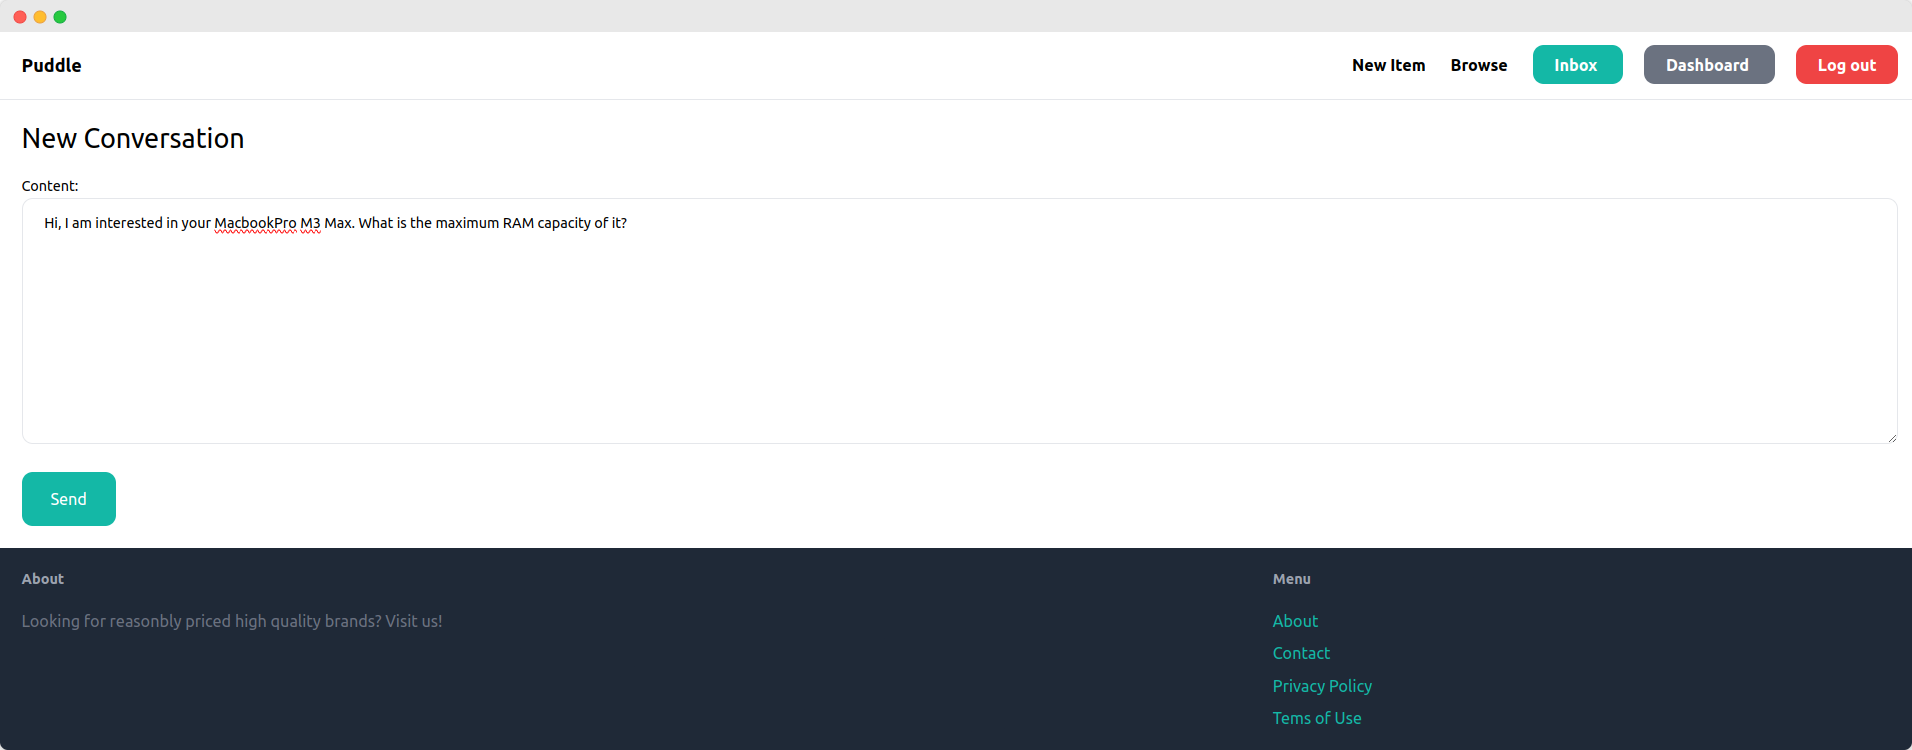 Puddle
New Item
Browse
Inbox
Dashboard
Log out
New Conversation
Content:
Hi, I am interested in your MacbookPro M3 Max. What is the maximum RAM capacity of it?
Send
About
Looking for reasonbly priced high quality brands? Visit us!
Menu
About
Contact
Privacy Policy
Tems of Use